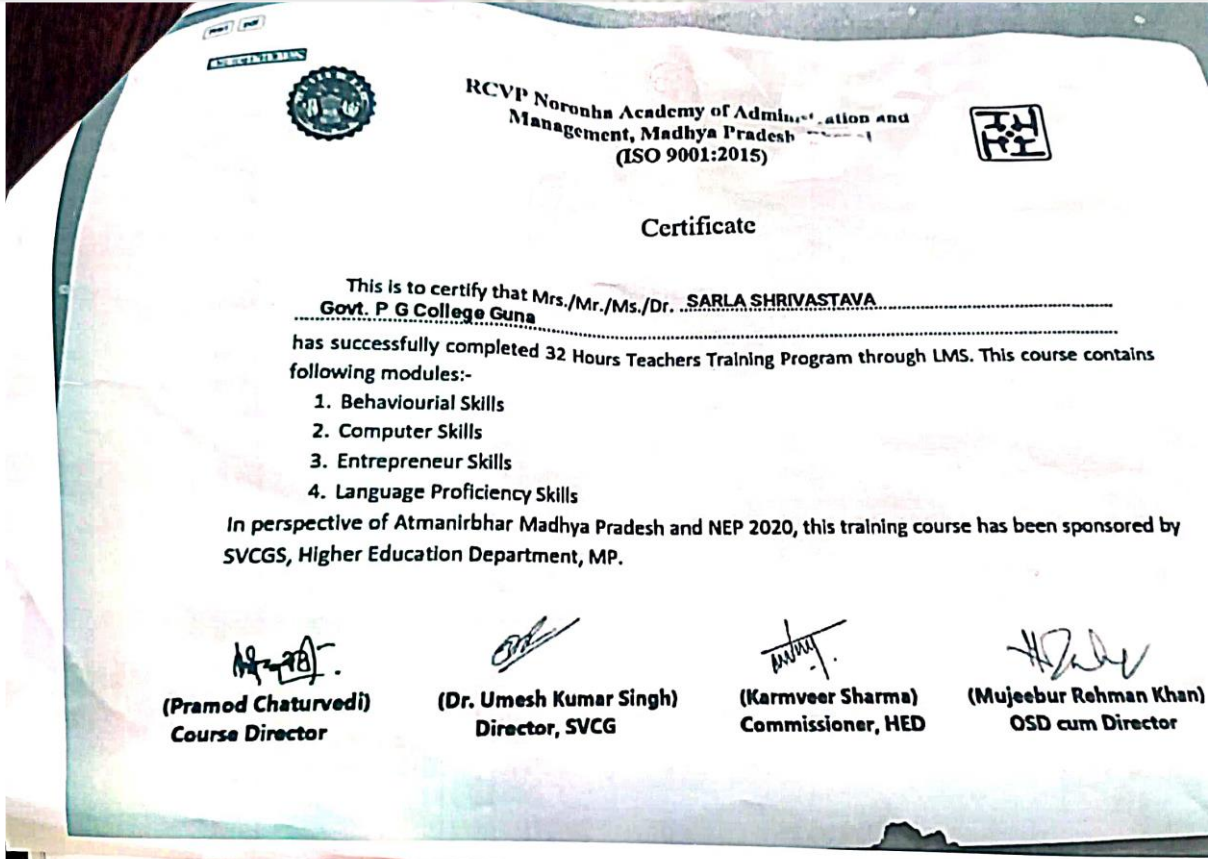 RCVP Noronha Academy of Administration and
Management, Madhya Pradesh
(ISO 9001:2015)
Certificate
This is to certify that Mrs./Mr./Ms./Dr. SARLA SHRIVASTAVA
Govt. P G College Guna
has successfully completed 32 Hours Teachers Training Program through LMS. This course contains
following modules:-
1. Behaviourial Skills
2. Computer Skills
3. Entrepreneur Skills
4. Language Proficiency Skills
In perspective of Atmanirbhar Madhya Pradesh and NEP 2020, this training course has been sponsored by
SVCGS, Higher Education Department, MP.
(Pramod Chaturvedi) (Dr. Umesh Kumar Singh) (Karmveer Sharma) (Mujeebur Rehman Khan)
Course Director Director, SVCG Commissioner, HED OSD cum Director